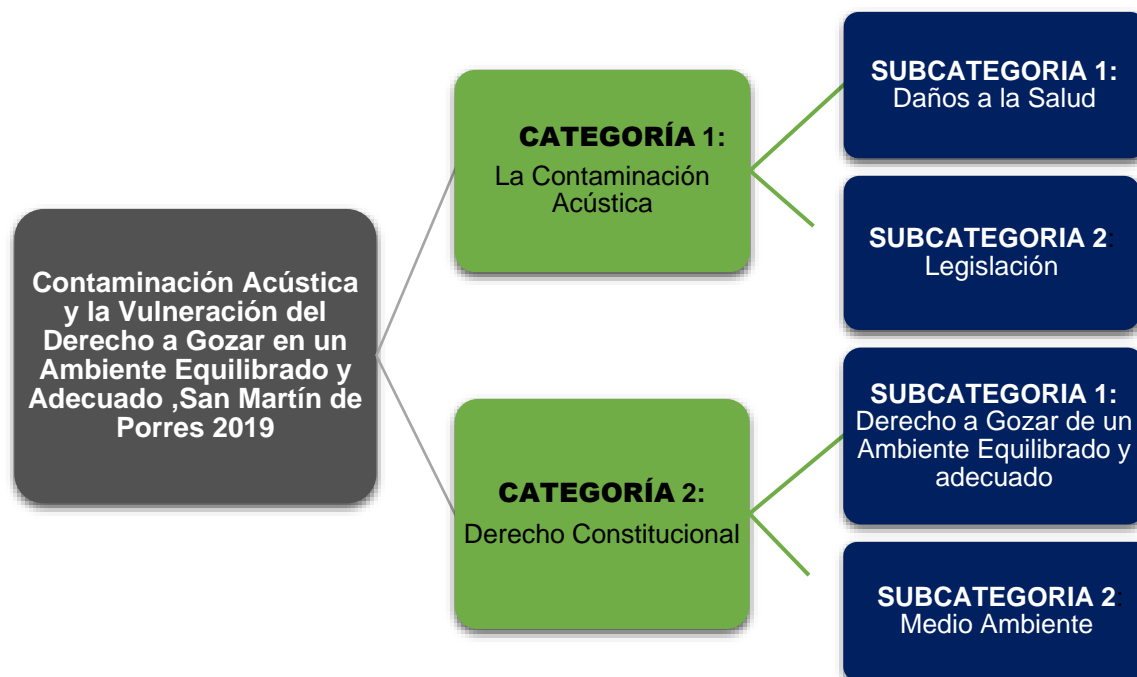 Contaminación Acústica
y la Vulneración del
Derecho a Gozar en un
Ambiente Equilibrado y
Adecuado ,San Martín de
Porres 2019
CATEGORÍA 1:
La Contaminación
Acústica
SUBCATEGORIA 1:
Daños a la Salud
SUBCATEGORIA 2:
Legislación
CATEGORÍA 2:
Derecho Constitucional
SUBCATEGORIA 1:
Derecho a Gozar de un
Ambiente Equilibrado y
adecuado
SUBCATEGORIA 2:
Medio Ambiente